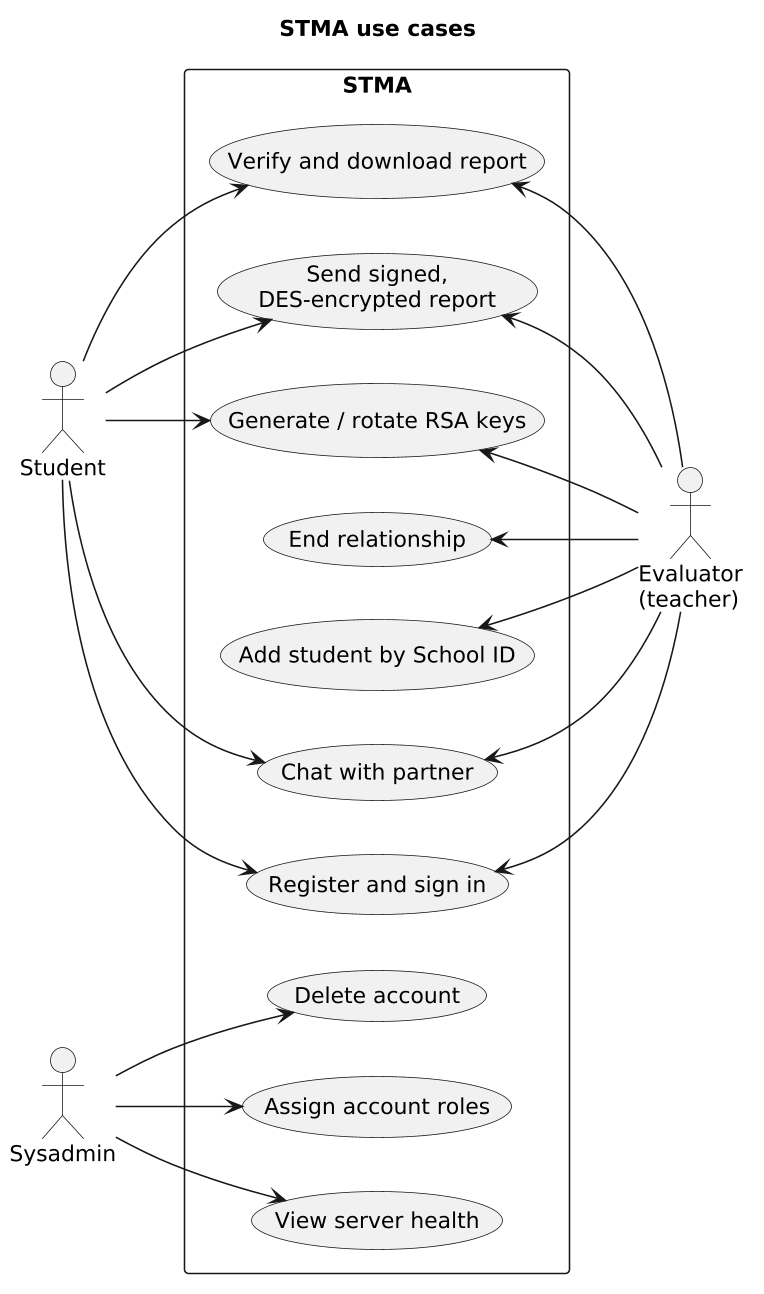 STMA use cases
STMA
Verify and download report
Send signed,
DES-encrypted report
Generate / rotate RSA keys
Student
End relationship
Evaluator
(teacher)
Add student by School ID
Chat with partner
Register and sign in
Delete account
Assign account roles
Sysadmin
View server health